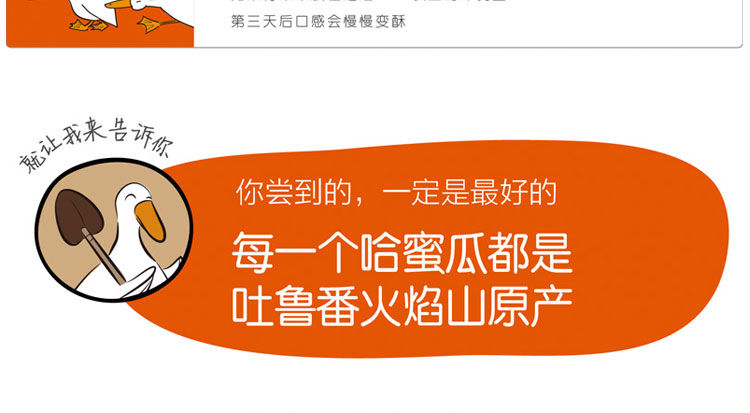 第三天后口感会慢慢变酥
就让我来告诉你
你尝到的，一定是最好的
每一个哈蜜瓜都是
吐鲁番火焰山原产